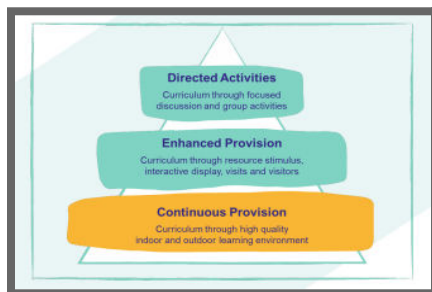 Directed Activities
Curriculum through focused
discussion and group activities
Enhanced Provision
Curriculum through resource stimulus,
interactive display, visits and visitors
Continuous Provision
Curriculum through high quality
indoor and outdoor learning environment